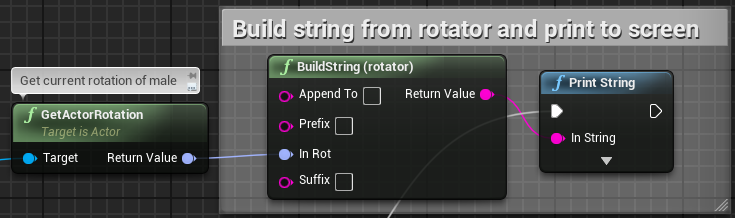 Build string from rotator and print to screen
Get current rotation of male
f GetActorRotation
Target is Actor
Target Return Value
f BuildString (rotator)
Append To Return Value
Prefix
In Rot
Suffix
f Print String
In String